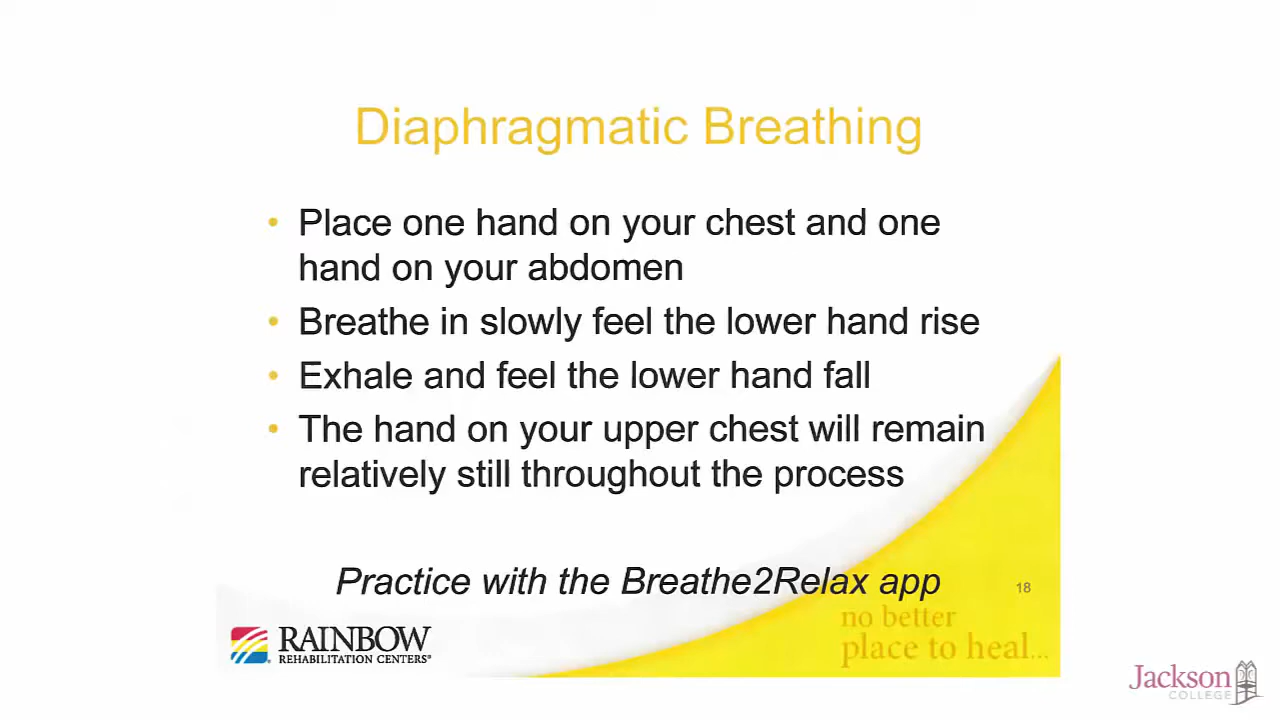 Diaphragmatic Breathing
• Place one hand on your chest and one
hand on your abdomen
• Breathe in slowly feel the lower hand rise
• Exhale and feel the lower hand fall
• The hand on your upper chest will remain
relatively still throughout the process
Practice with the Breathe2Relax app
18
no better
place to heal...
RAINBOW
REHABILITATION CENTERS®
Jackson
COLLEGE